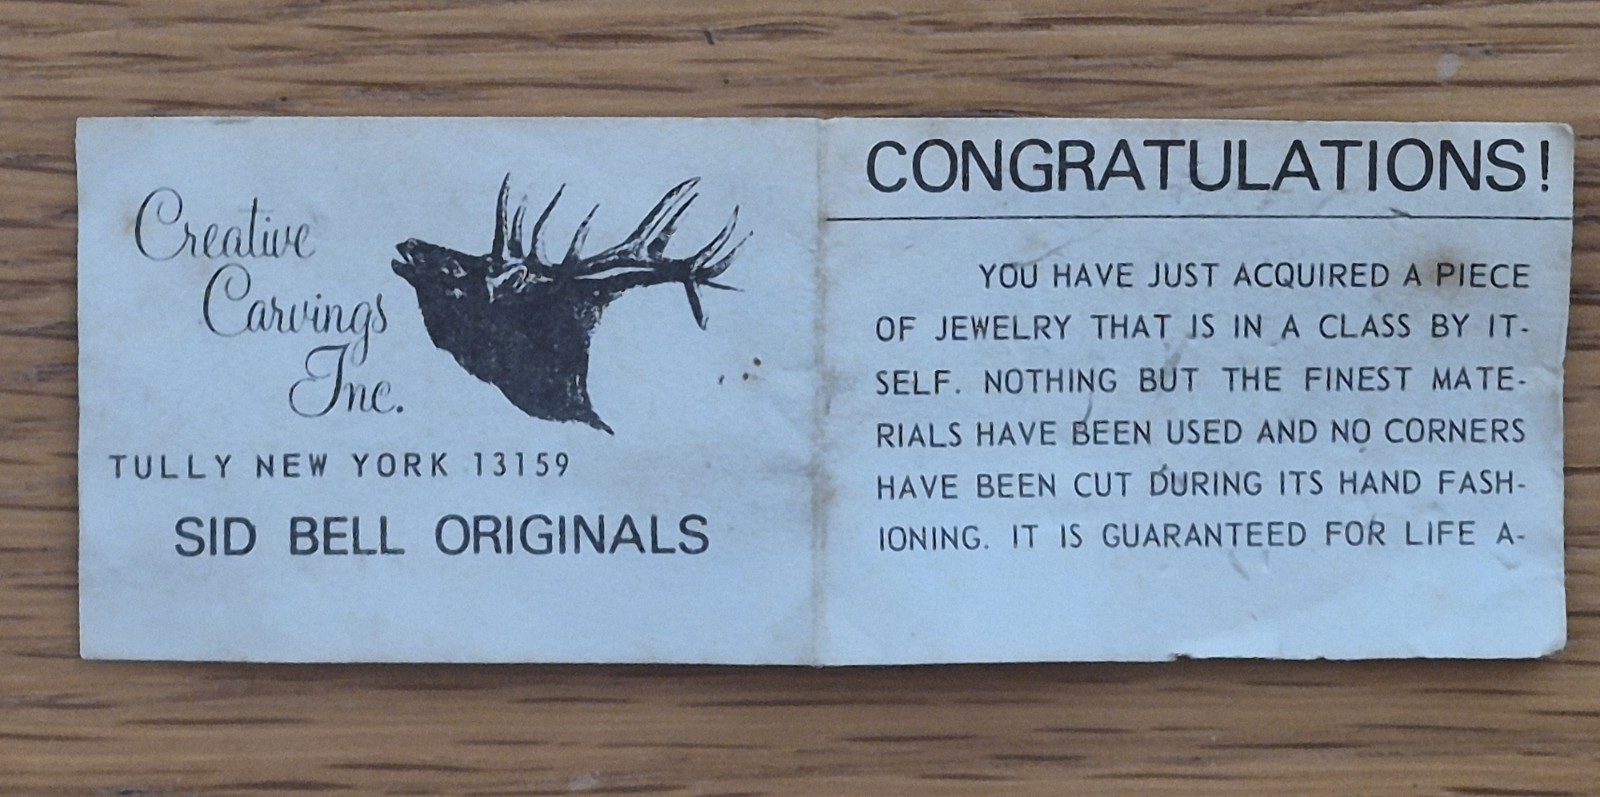 Creative
Carvings
Inc.
TULLY NEW YORK 13159
SID BELL ORIGINALS
CONGRATULATIONS!
YOU HAVE JUST ACQUIRED A PIECE
OF JEWELRY THAT IS IN A CLASS BY IT-
SELF. NOTHING BUT THE FINEST MATE-
RIALS HAVE BEEN USED AND NO CORNERS
HAVE BEEN CUT DURING ITS HAND FASH-
IONING. IT IS GUARANTEED FOR LIFE A-